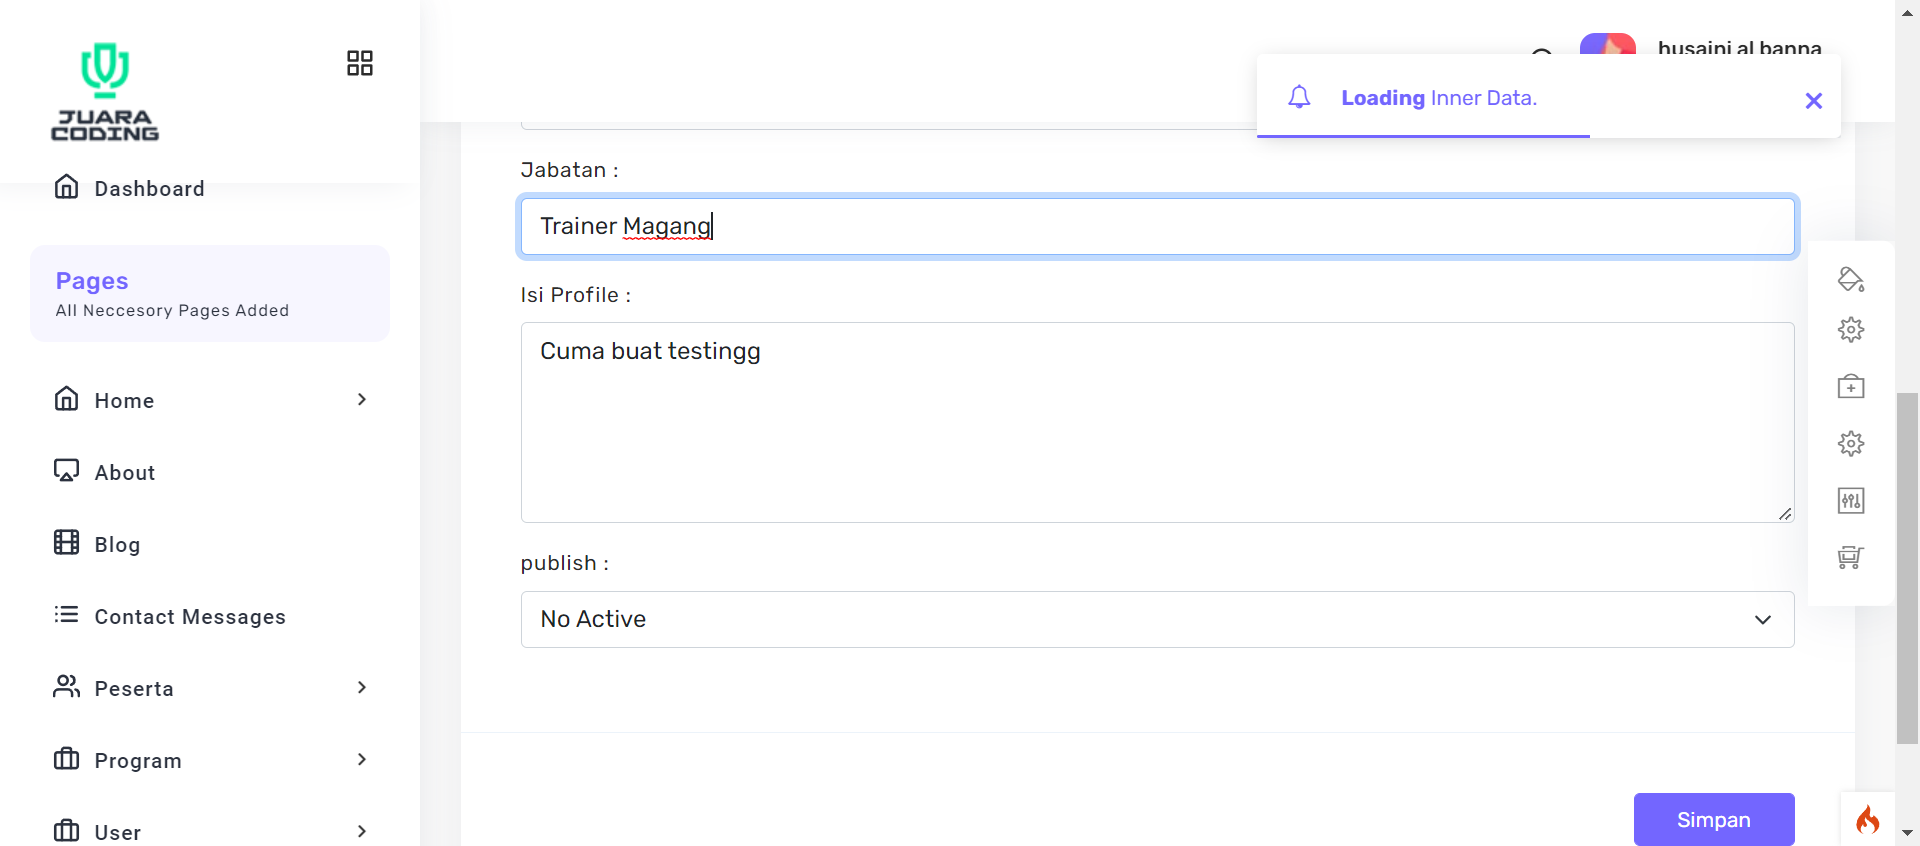 JUARA
CODING
Dashboard
Pages
All Neccesory Pages Added
Home
About
Blog
Contact Messages
Peserta
Program
User
husaini al banna
Loading Inner Data.
Jabatan :
Trainer Magang
Isi Profile :
Cuma buat testingg
publish :
No Active
Simpan